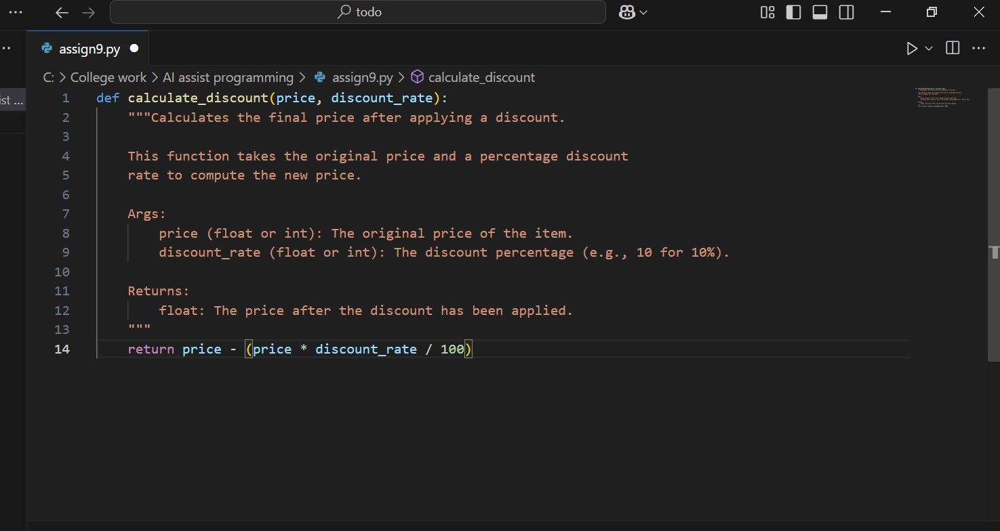 todo
assign9.py
ist ...
C: > College work > AI assist programming > assign9.py > calculate_discount
1 def calculate_discount(price, discount_rate):
2 """Calculates the final price after applying a discount.
3
4 This function takes the original price and a percentage discount
5 rate to compute the new price.
6
7 Args:
8 price (float or int): The original price of the item.
9 discount_rate (float or int): The discount percentage (e.g., 10 for 10%).
10
11 Returns:
12 float: The price after the discount has been applied.
13 """
14 return price - (price * discount_rate / 100)